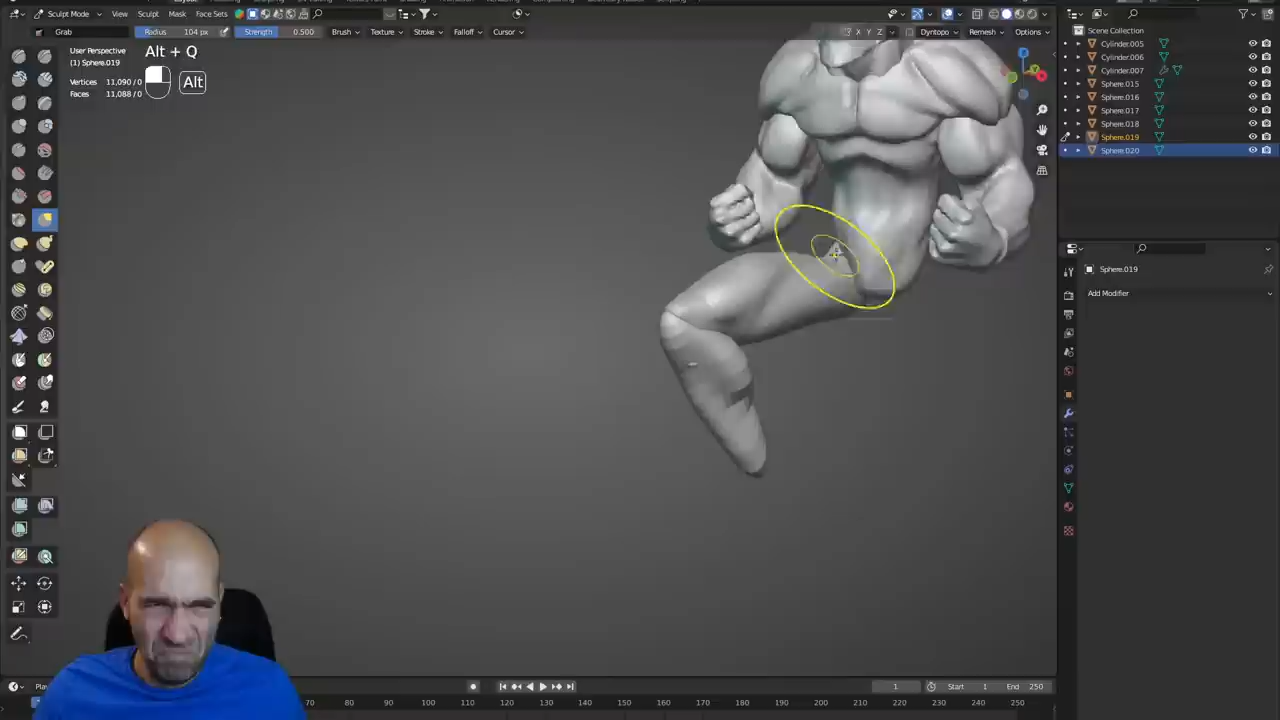 View Sculpt Mask Face Sets
Grab Radius 104 px Strength 0.500 Brush Texture Stroke Falloff Cursor X Y Z Dyntopo Remesh Options
User Perspective
(1) Sphere.019
Vertices 11,090 / 0
Faces 11,088 / 0
Alt + Q
Alt
Scene Collection
Cylinder.005
Cylinder.006
Cylinder.007
Sphere.015
Sphere.016
Sphere.017
Sphere.018
Sphere.019
Sphere.020
Sphere.019
Add Modifier
1 Start 1 End 250
70 80 90 100 110 120 130 140 150 160 170 180 190 200 210 220 230 240 250